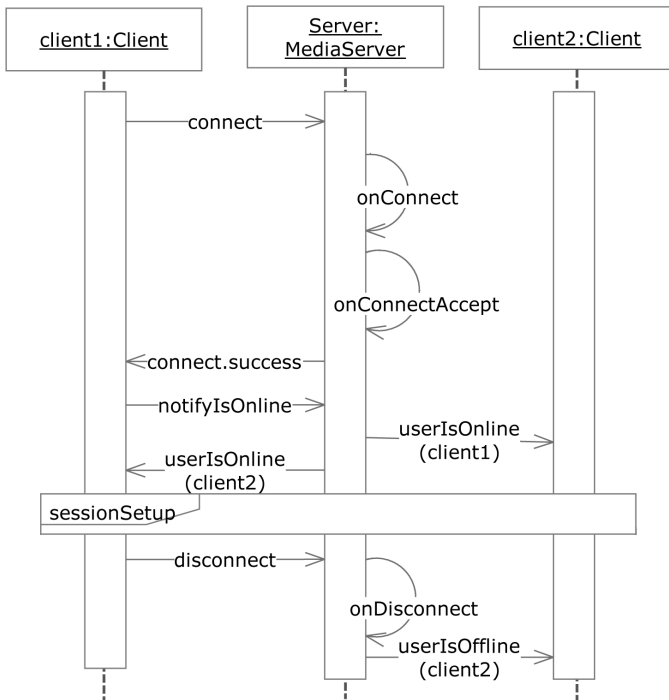 client1:Client
Server:
MediaServer
client2:Client
connect
onConnect
onConnectAccept
connect.success
notifyIsOnline
userIsOnline
(client1)
userIsOnline
(client2)
sessionSetup
disconnect
onDisconnect
userIsOffline
(client2)